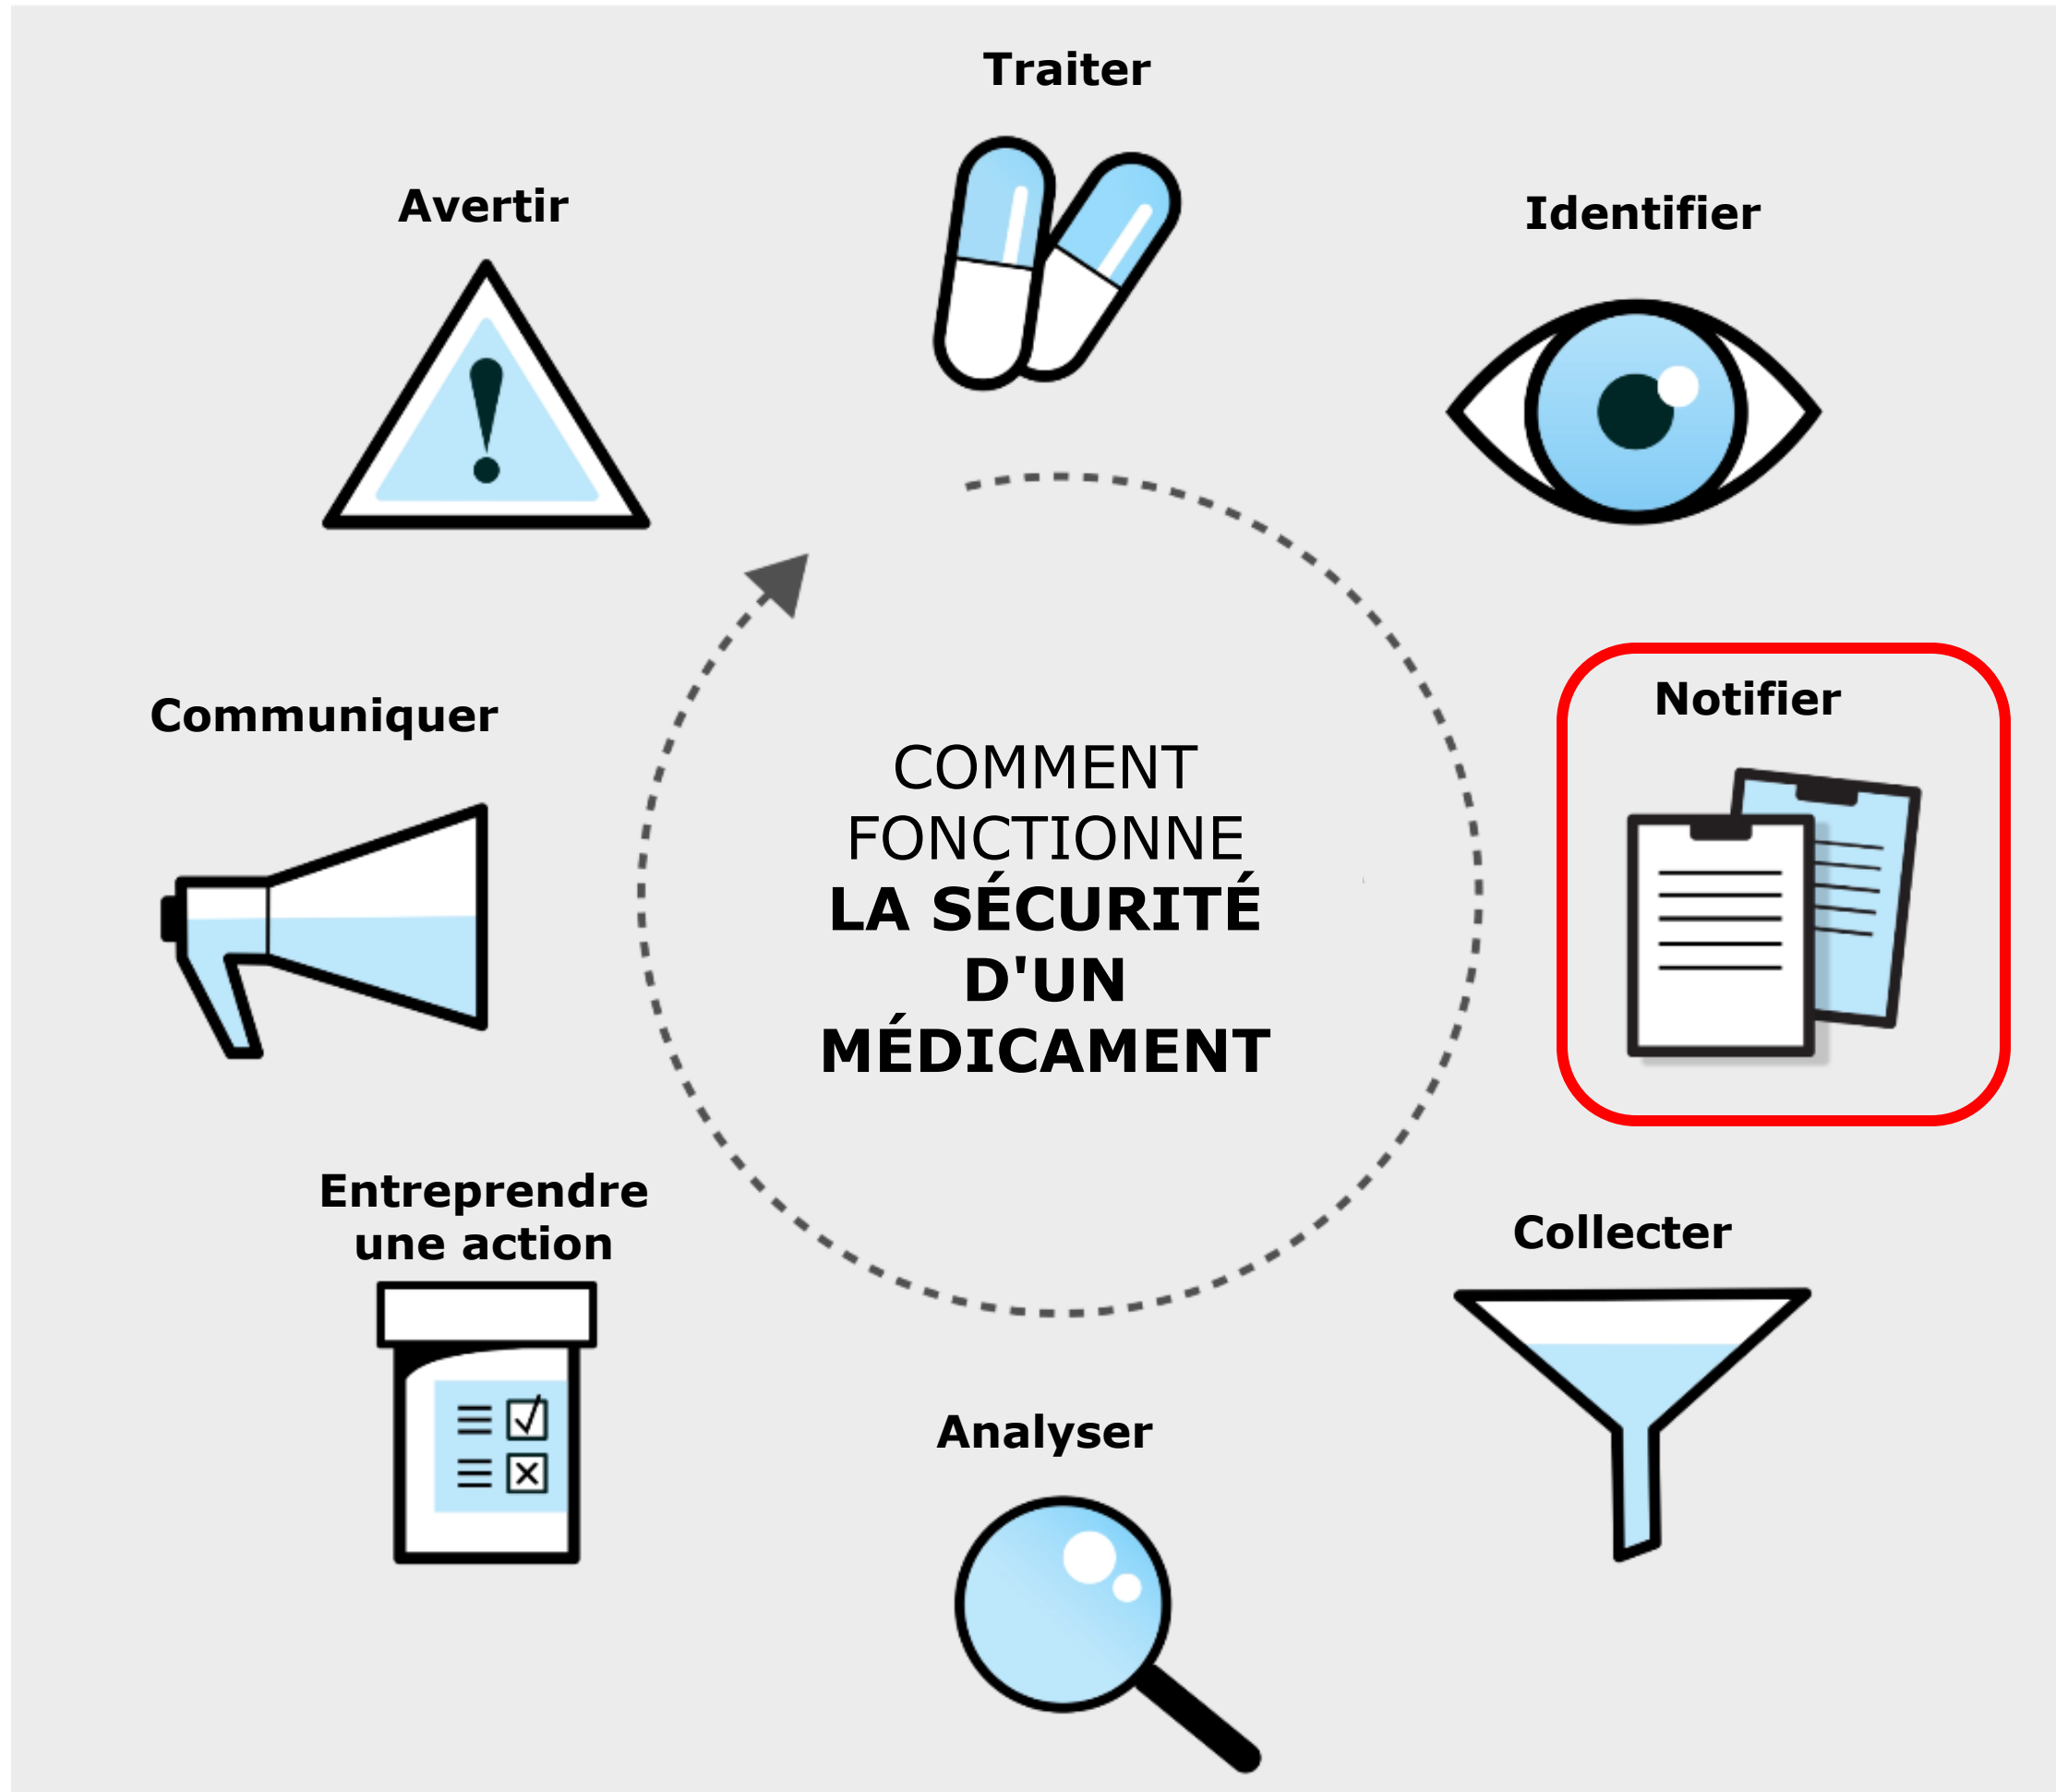 Traiter
Identifier
Notifier
Collecter
Analyser
Entreprendre
une action
Communiquer
Avertir
COMMENT
FONCTIONNE
LA SÉCURITÉ
D'UN
MÉDICAMENT